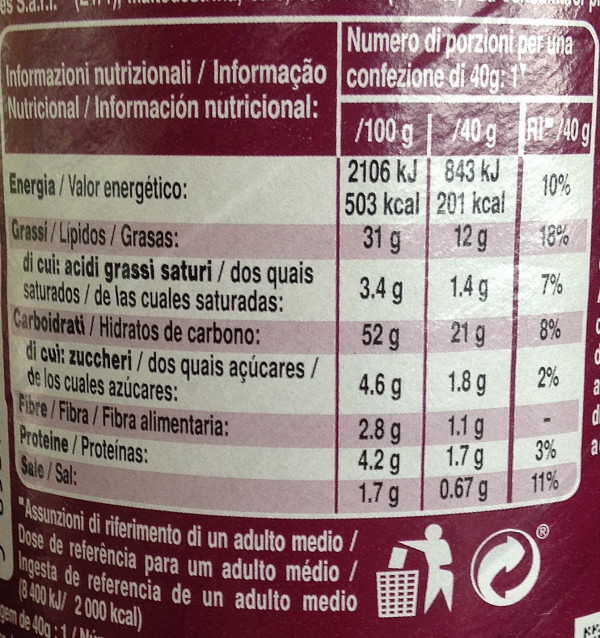 Informazioni nutrizionali / Informação
Nutricional / Información nutricional:
Numero di porzioni per una
confezione di 40g: 1
/100 g /40 g RI* /40 g
Energia / Valor energético: 2106 kJ 843 kJ 10%
503 kcal 201 kcal
Grassi / Lípidos / Grasas: 31 g 12 g 18%
di cui: acidi grassi saturi / dos quais
saturados / de las cuales saturadas: 3.4 g 1.4 g 7%
Carboidrati / Hidratos de carbono: 52 g 21 g 8%
di cui: zuccheri / dos quais açúcares /
de los cuales azúcares: 4.6 g 1.8 g 2%
Fibre / Fibra / Fibra alimentaria: 2.8 g 1.1 g -
Proteine / Proteínas: 4.2 g 1.7 g 3%
Sale / Sal: 1.7 g 0.67 g 11%
*Assunzioni di riferimento di un adulto medio /
Dose de referência para um adulto médio /
Ingesta de referencia de un adulto medio
(8 400 kJ/ 2 000 kcal)
de 40g : 1 /
®